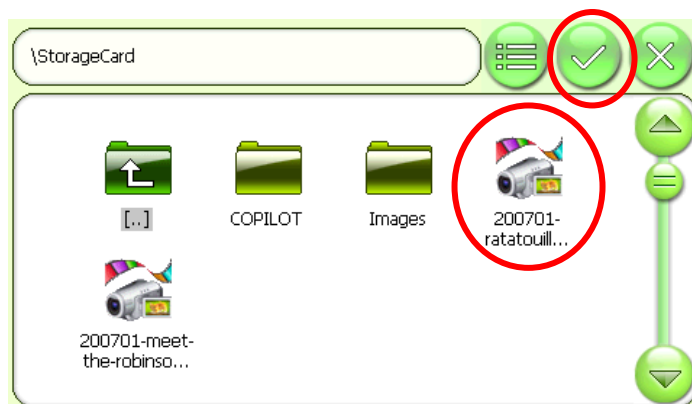 \StorageCard
[..]
COPILOT
Images
200701-
ratatouill...
200701-meet-
the-robinso...